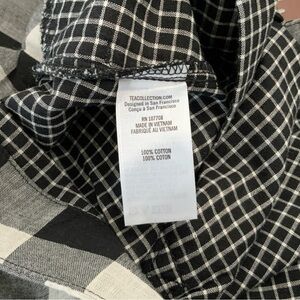 TEACOLLECTION.COM
Designed in San Francisco
Conçu à San Francisco
RN 107708
MADE IN VIETNAM
FABRIQUÉ AU VIETNAM
100% COTTON
100% COTON